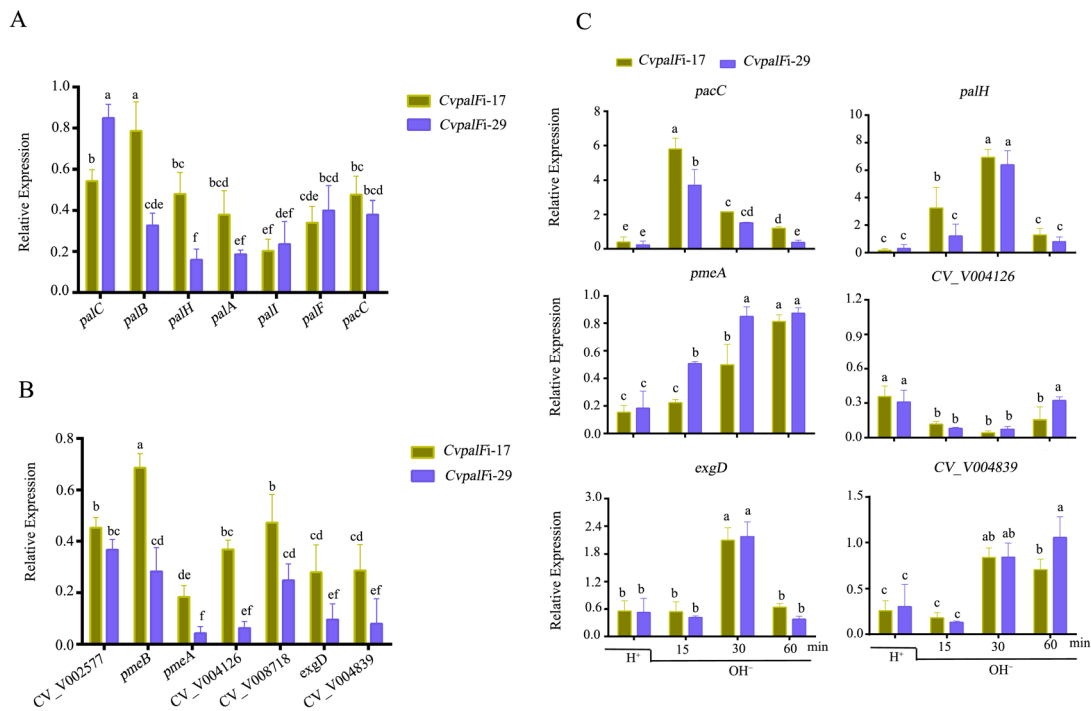 A
CvpalFi-17
CvpalFi-29
Relative Expression
1.0
0.8
0.6
0.4
0.2
0.0
b a a cde bc f bcd ef ef def cde bcd bc bcd
palC palB palH palA palI palF pacC
B
CvpalFi-17
CvpalFi-29
Relative Expression
0.8
0.6
0.4
0.2
0.0
b bc a cd de f bc ef b cd cd ef cd ef
CV_V002577 pmeB pmeA CV_V004126 CV_V008718 exgD CV_V004839
C
CvpalFi-17 CvpalFi-29
pacC
Relative Expression
8
6
4
2
0
e e a b c cd d e
palH
10
8
6
4
2
0
c c b c a a c c
pmeA
Relative Expression
1.0
0.8
0.6
0.4
0.2
0.0
c c c b b a a a
CV_V004126
1.2
0.9
0.6
0.3
0.0
a a b b b b b a
exgD
Relative Expression
3.0
2.4
1.8
1.2
0.6
0.0
b b b b a a b b
15 30 60 min
H⁺ OH⁻
CV_V004839
1.5
1.0
0.5
0.0
c c c c ab ab b a
15 30 60 min
H⁺ OH⁻